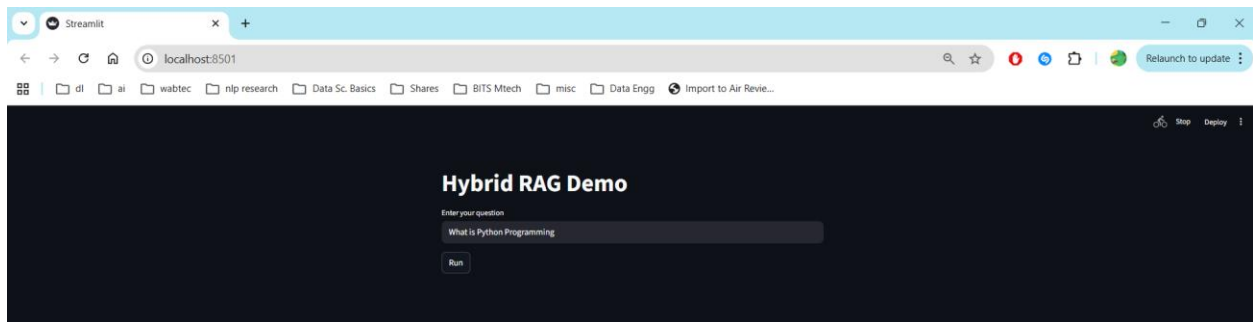 Streamlit
localhost:8501
Relaunch to update
dl ai wabtec nlp research Data Sc. Basics Shares BITS Mtech misc Data Engg Import to Air Revie...
Stop Deploy
Hybrid RAG Demo
Enter your question
What is Python Programming
Run